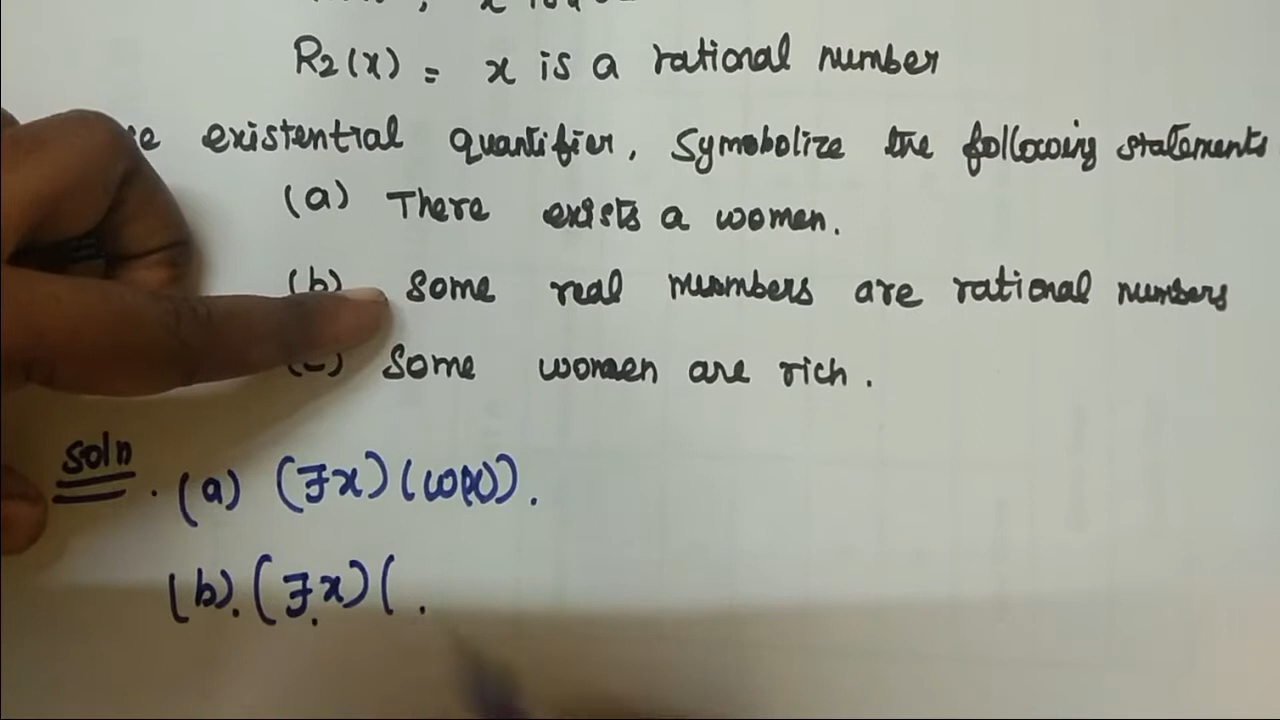 R2(x) = x is a rational number
existential quantifier, Symobolize the following statements
(a) There exists a women.
(b) Some real numbers are rational numbers
(c) Some women are rich.
Soln
(a) (∃x)(ω(x)).
(b). (∃x)( .